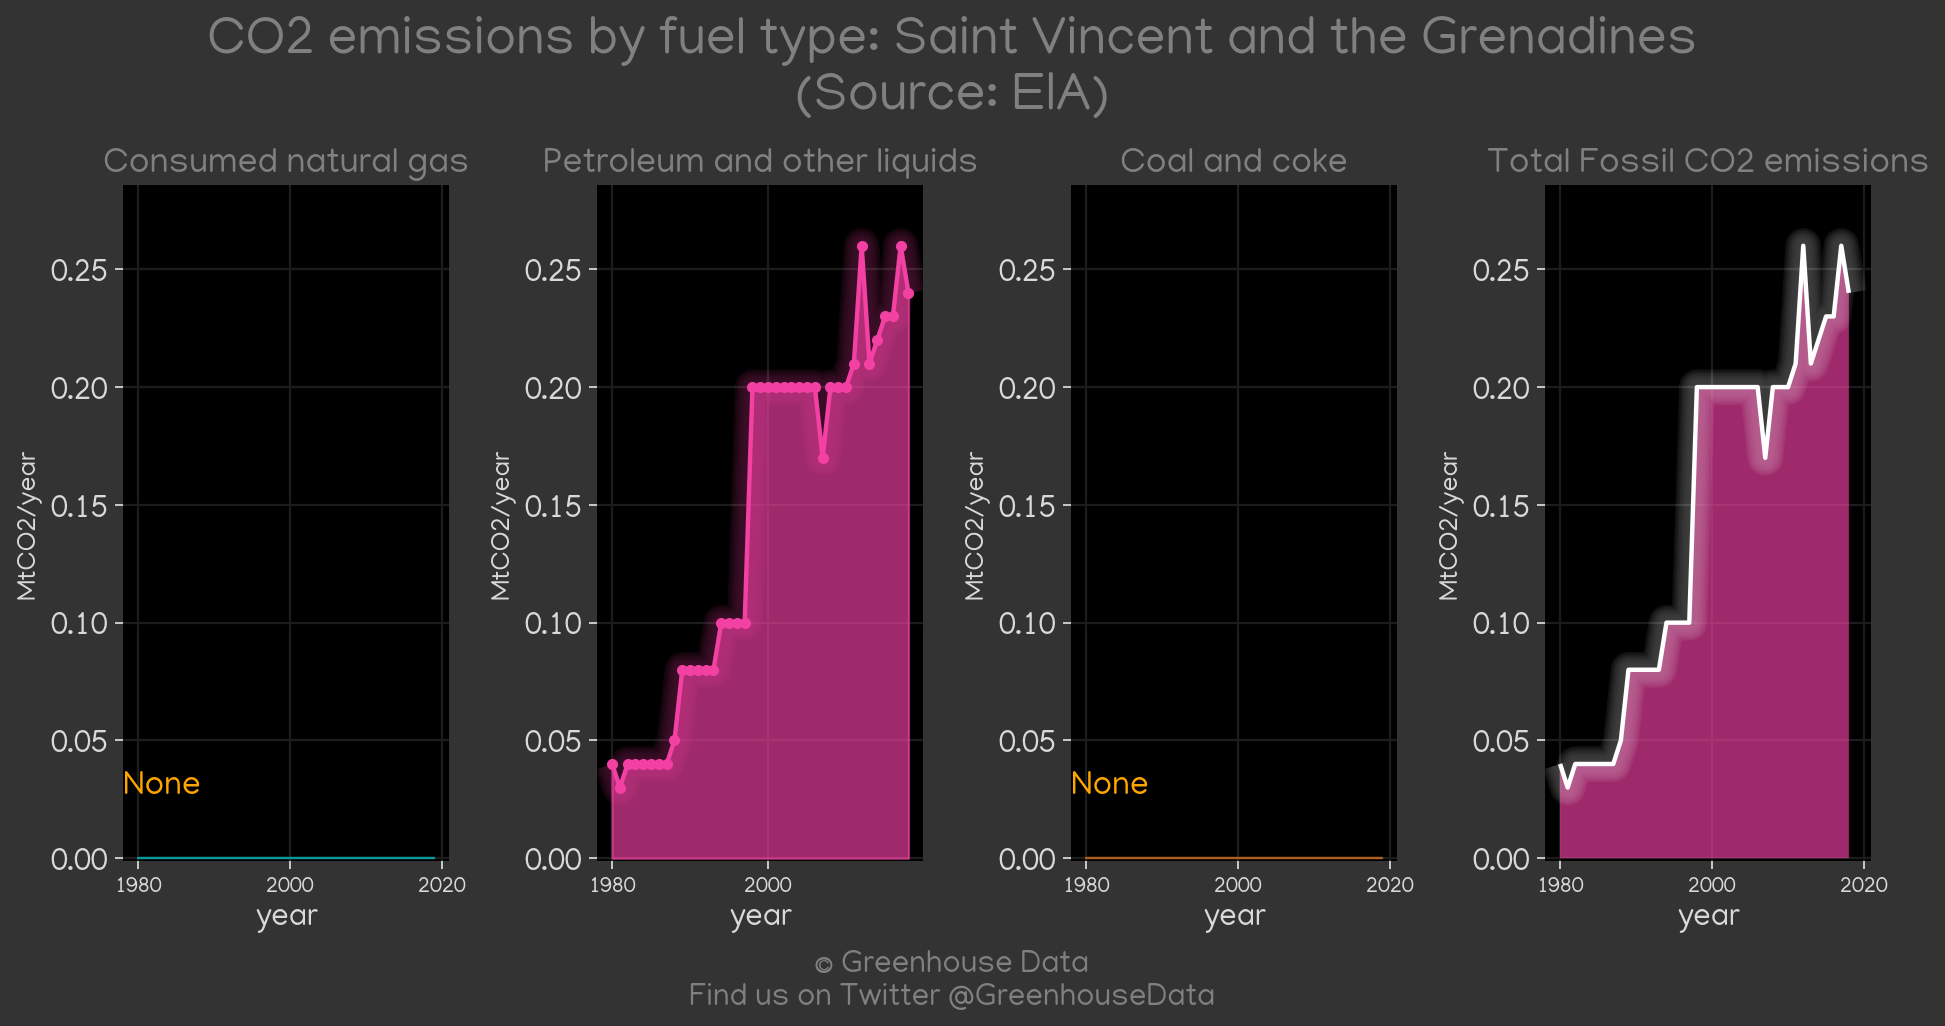 CO2 emissions by fuel type: Saint Vincent and the Grenadines
(Source: EIA)
Consumed natural gas
MtCO2/year
0.25
0.20
0.15
0.10
0.05
0.00
None
1980 2000 2020
year
Petroleum and other liquids
MtCO2/year
0.25
0.20
0.15
0.10
0.05
0.00
1980 2000
year
Coal and coke
MtCO2/year
0.25
0.20
0.15
0.10
0.05
0.00
None
1980 2000 2020
year
Total Fossil CO2 emissions
MtCO2/year
0.25
0.20
0.15
0.10
0.05
0.00
1980 2000 2020
year
© Greenhouse Data
Find us on Twitter @GreenhouseData